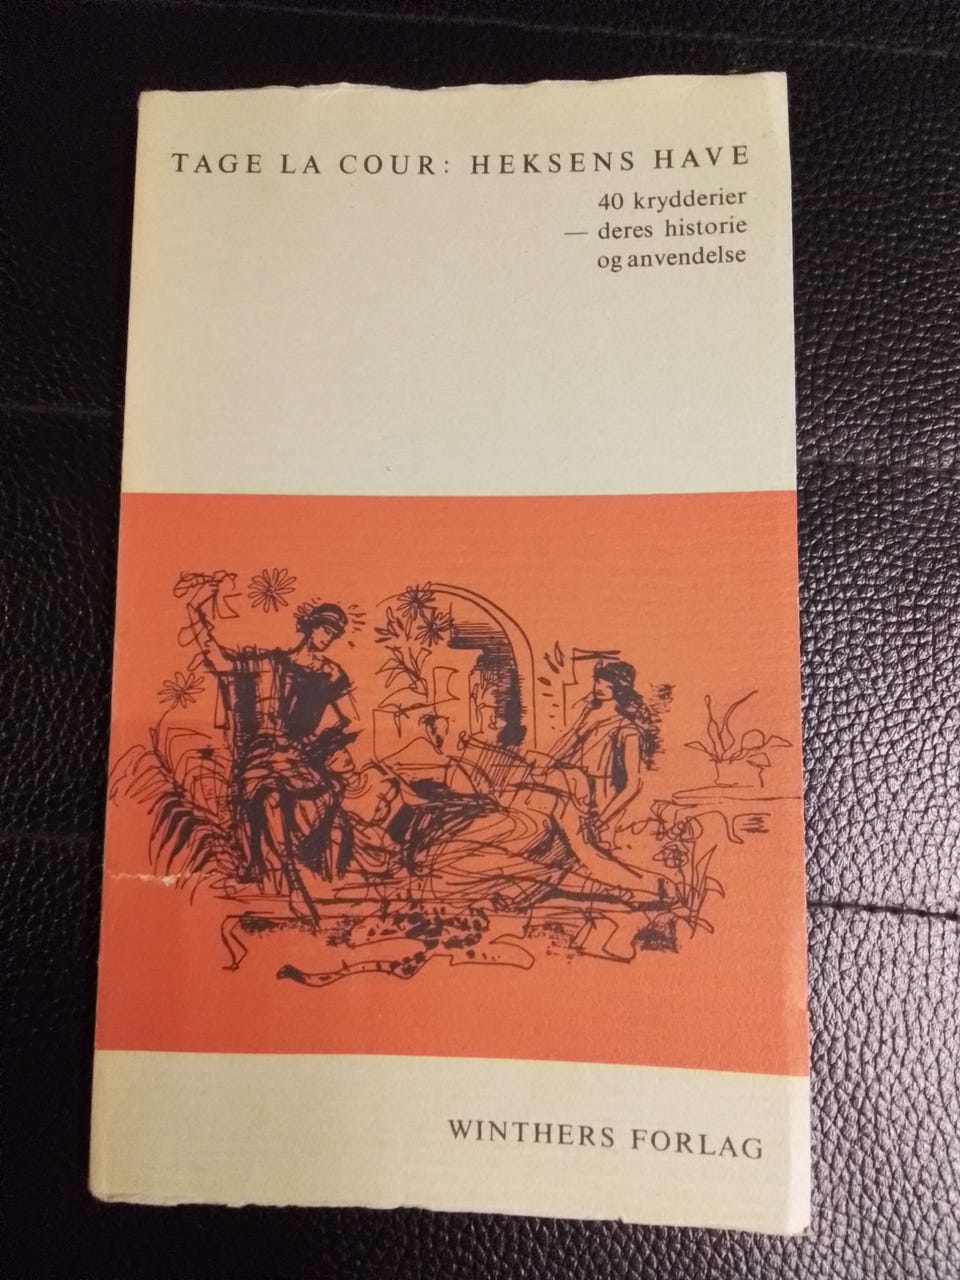 TAGE LA COUR: HEKSENS HAVE
40 krydderier
— deres historie
og anvendelse
WINTHERS FORLAG